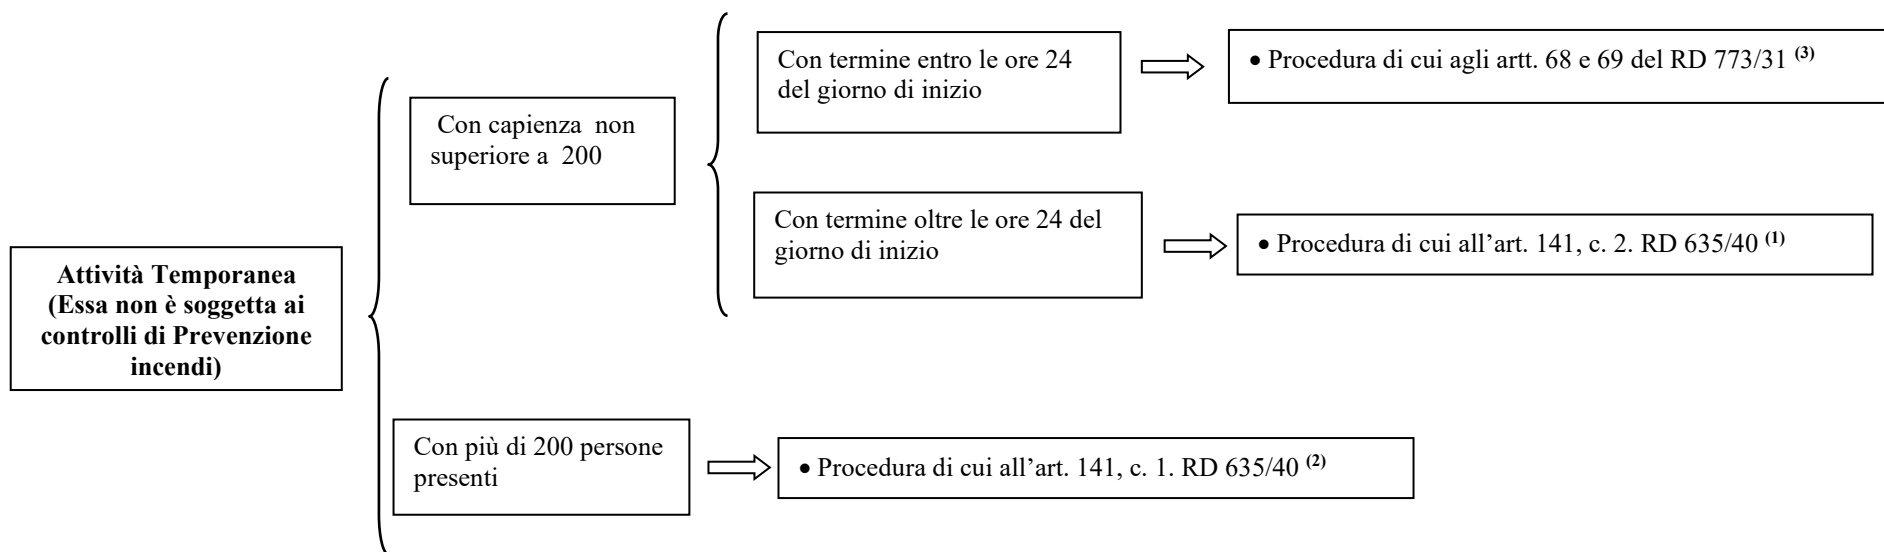 Attività Temporanea
(Essa non è soggetta ai
controlli di Prevenzione
incendi)
Con capienza non
superiore a 200
Con termine entro le ore 24
del giorno di inizio
• Procedura di cui agli artt. 68 e 69 del RD 773/31 (3)
Con termine oltre le ore 24 del
giorno di inizio
• Procedura di cui all’art. 141, c. 2. RD 635/40 (1)
Con più di 200 persone
presenti
• Procedura di cui all’art. 141, c. 1. RD 635/40 (2)